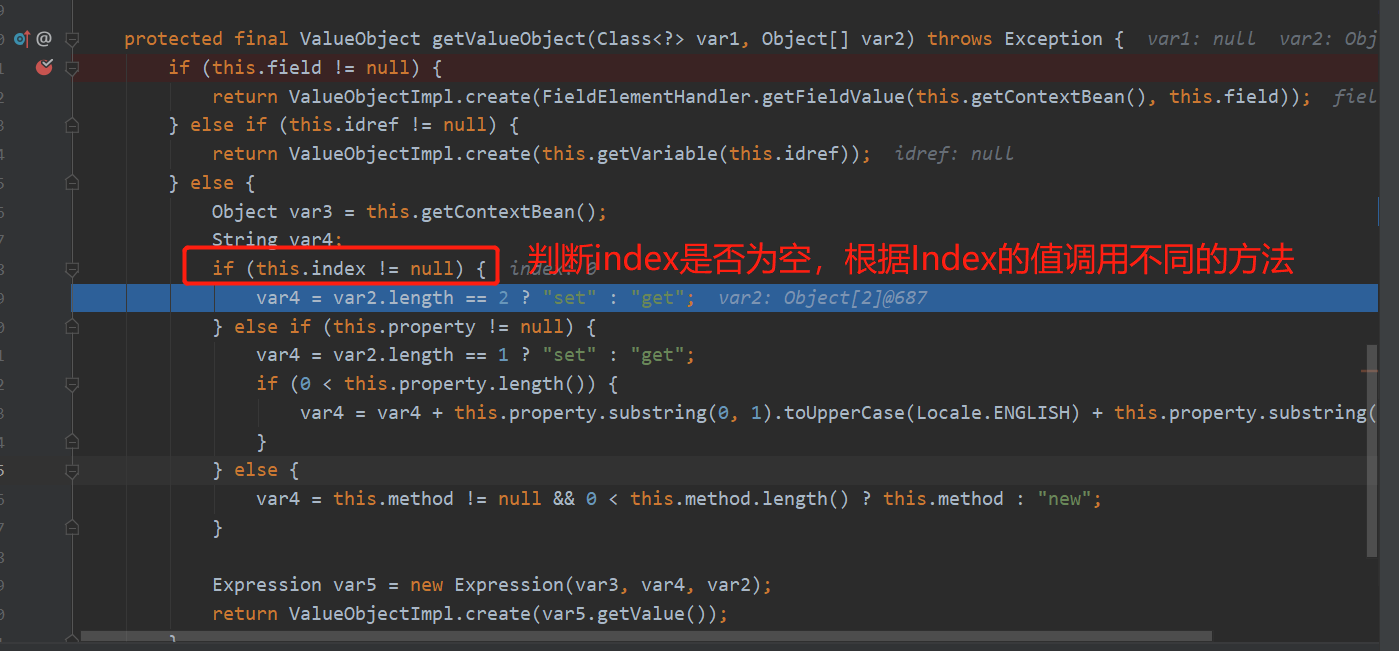 protected final ValueObject getValueObject(Class<?> var1, Object[] var2) throws Exception { var1: null var2: Obj
if (this.field != null) {
return ValueObjectImpl.create(FieldElementHandler.getFieldValue(this.getContextBean(), this.field)); fiel
} else if (this.idref != null) {
return ValueObjectImpl.create(this.getVariable(this.idref)); idref: null
} else {
Object var3 = this.getContextBean();
String var4;
if (this.index != null) { index: 0
判断index是否为空，根据Index的值调用不同的方法
var4 = var2.length == 2 ? "set" : "get"; var2: Object[2]@687
} else if (this.property != null) {
var4 = var2.length == 1 ? "set" : "get";
if (0 < this.property.length()) {
var4 = var4 + this.property.substring(0, 1).toUpperCase(Locale.ENGLISH) + this.property.substring(
}
} else {
var4 = this.method != null && 0 < this.method.length() ? this.method : "new";
}
Expression var5 = new Expression(var3, var4, var2);
return ValueObjectImpl.create(var5.getValue());
}